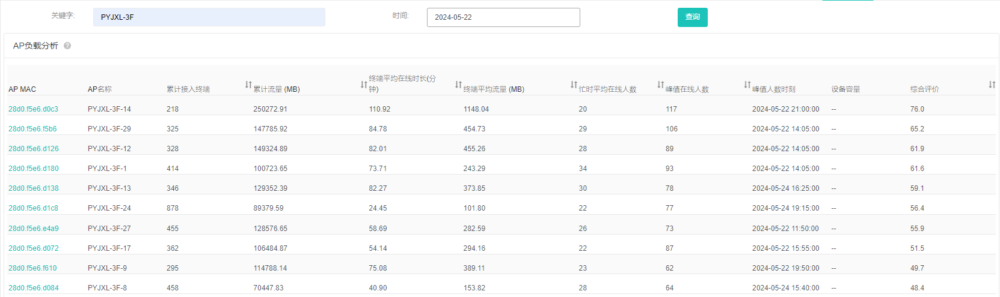 关键字: PYJXL-3F 时间: 2024-05-22 查询
AP负载分析 ?
AP MAC AP名称 累计接入终端 累计流量 (MB) 终端平均在线时长(分钟) 终端平均流量 (MB) 忙时平均在线人数 峰值在线人数 峰值人数时刻 设备容量 综合评价
28d0.f5e6.d0c3 PYJXL-3F-14 218 250272.91 110.92 1148.04 20 117 2024-05-22 21:00:00 -- 76.0
28d0.f5e6.f5b6 PYJXL-3F-29 325 147785.92 84.78 454.73 29 106 2024-05-22 14:05:00 -- 65.2
28d0.f5e6.d126 PYJXL-3F-12 328 149324.89 82.01 455.26 28 89 2024-05-22 14:05:00 -- 61.9
28d0.f5e6.d180 PYJXL-3F-1 414 100723.65 73.71 243.29 34 93 2024-05-22 14:05:00 -- 61.6
28d0.f5e6.d138 PYJXL-3F-13 346 129352.39 82.27 373.85 30 78 2024-05-24 16:25:00 -- 59.1
28d0.f5e6.d1c8 PYJXL-3F-24 878 89379.59 24.45 101.80 22 77 2024-05-24 19:15:00 -- 56.4
28d0.f5e6.e4a9 PYJXL-3F-27 455 128576.65 58.69 282.59 26 73 2024-05-22 11:50:00 -- 55.9
28d0.f5e6.d072 PYJXL-3F-17 362 106484.87 54.14 294.16 22 87 2024-05-22 15:55:00 -- 51.5
28d0.f5e6.f610 PYJXL-3F-9 295 114788.14 75.08 389.11 23 62 2024-05-22 19:50:00 -- 49.7
28d0.f5e6.d084 PYJXL-3F-8 458 70447.83 40.90 153.82 28 64 2024-05-24 15:40:00 -- 48.4